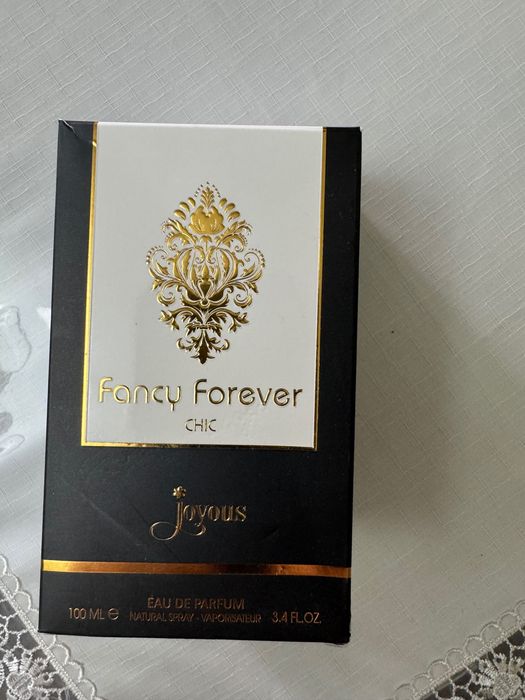 Fancy Forever
CHIC
joyous
EAU DE PARFUM
100 ML ℮ NATURAL SPRAY - VAPORISATEUR 3.4 FL.OZ.